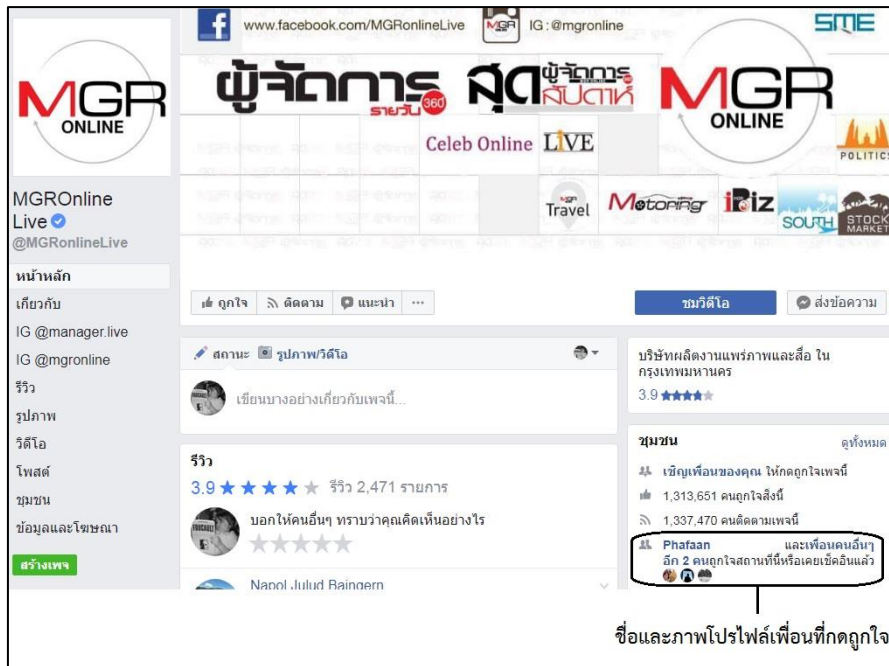 www.facebook.com/MGRonlineLive
MGR
IG : @mgronline
SME
ผู้จัดการ
รายวัน 360
สุด
ผู้จัดการ
สัปดาห์
MGR
ONLINE
MGR
ONLINE
Celeb Online
LIVE
POLITICS
Travel
Motoring
iBiz
SOUTH
STOCK
MARKET
MGROnline
Live
@MGRonlineLive
หน้าหลัก
เกี่ยวกับ
IG @manager.live
IG @mgronline
รีวิว
รูปภาพ
วิดีโอ
โพสต์
ชุมชน
ข้อมูลและโฆษณา
สร้างเพจ
ถูกใจ
ติดตาม
แนะนำ
ชมวิดีโอ
ส่งข้อความ
สถานะ
รูปภาพ/วิดีโอ
เขียนบางอย่างเกี่ยวกับเพจนี้...
รีวิว
3.9 ★★★★★ รีวิว 2,471 รายการ
บอกให้คนอื่นๆ ทราบว่าคุณคิดเห็นอย่างไร
Napol Julud Baingern
บริษัทผลิตงานแพร่ภาพและสื่อ ใน
กรุงเทพมหานคร
3.9 ★★★★★
ชุมชน
ดูทั้งหมด
เชิญเพื่อนของคุณ ให้กดถูกใจเพจนี้
1,313,651 คนถูกใจสิ่งนี้
1,337,470 คนติดตามเพจนี้
Phafaan และเพื่อนคนอื่นๆ
อีก 2 คนถูกใจสถานที่นี้หรือเคยเช็คอินแล้ว
ชื่อและภาพโปรไฟล์เพื่อนที่กดถูกใจ